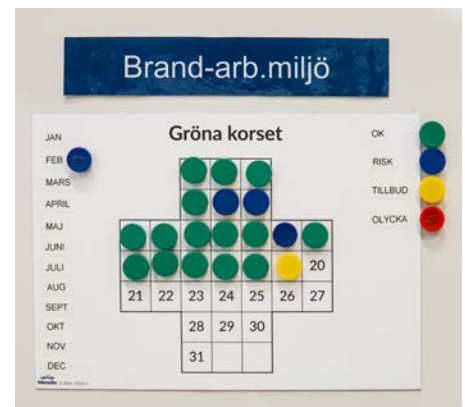 Brand-arb.miljö
Gröna korset
JAN
FEB
MARS
APRIL
MAJ
JUNI
JULI
AUG
SEPT
OKT
NOV
DEC
OK
RISK
TILLBUD
OLYCKA
20
21 22 23 24 25 26 27
28 29 30
31